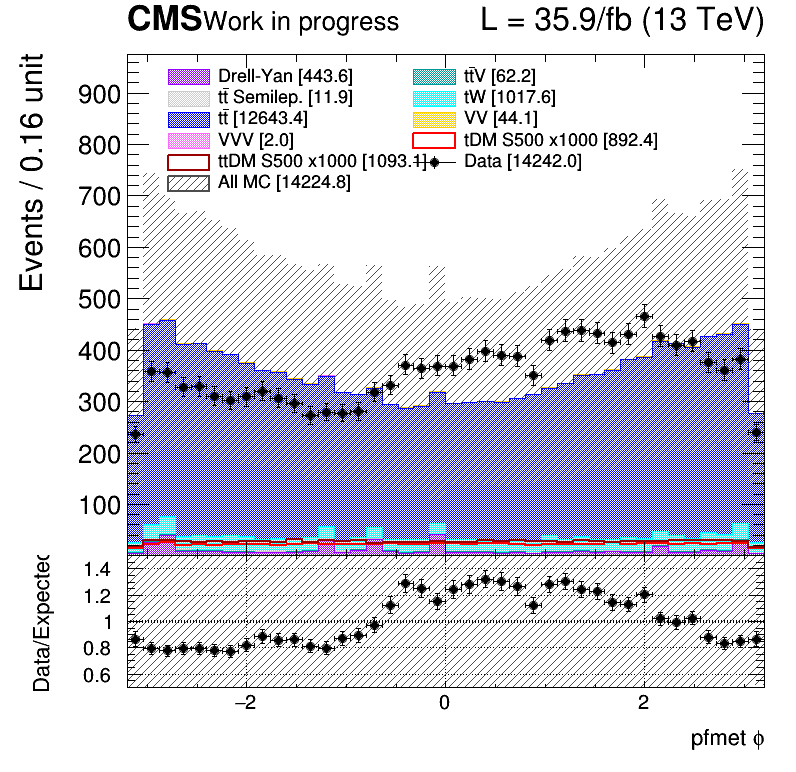 CMS Work in progress L = 35.9/fb (13 TeV)
Events / 0.16 unit
Drell-Yan [443.6] tt̄V [62.2]
tt̄ Semilep. [11.9] tW [1017.6]
tt̄ [12643.4] VV [44.1]
VVV [2.0] tDM S500 x1000 [892.4]
ttDM S500 x1000 [1093.1] Data [14242.0]
All MC [14224.8]
900
800
700
600
500
400
300
200
100
Data/Expected
1.4
1.2
1
0.8
0.6
−2 0 2
pfmet ϕ